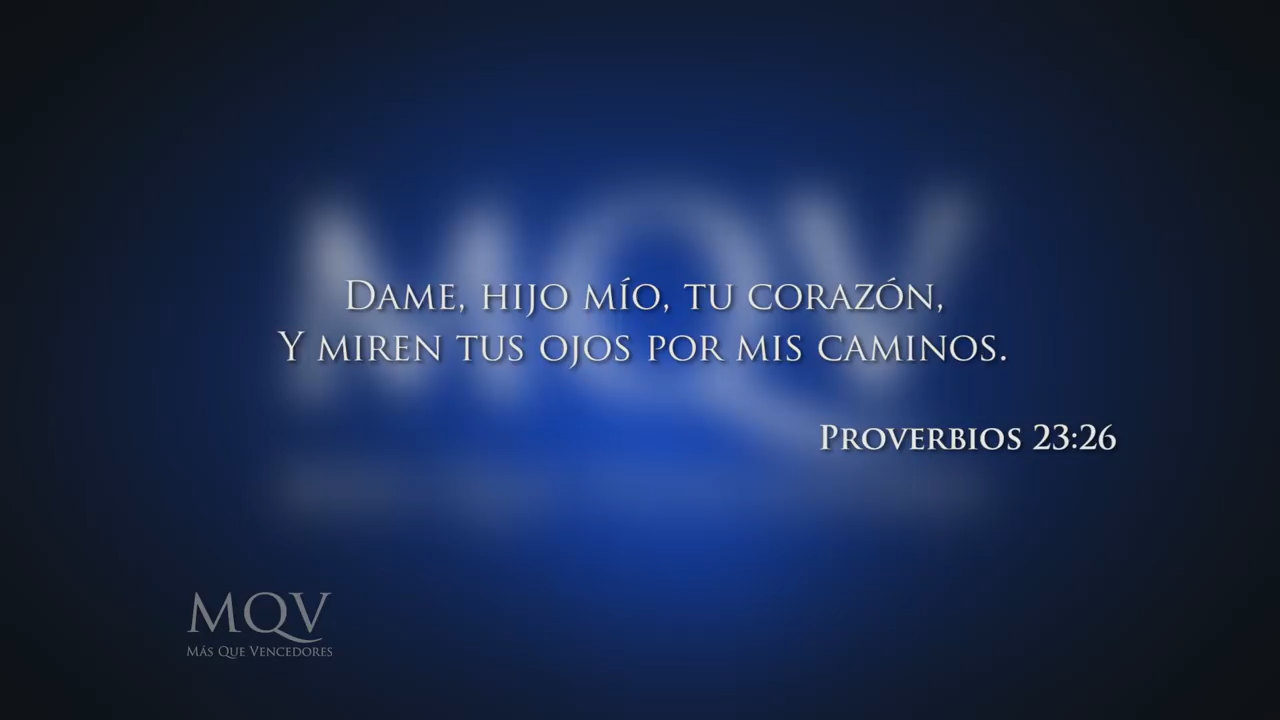 Dame, hijo mío, tu corazón,
Y miren tus ojos por mis caminos.
Proverbios 23:26
MQV
Más Que Vencedores